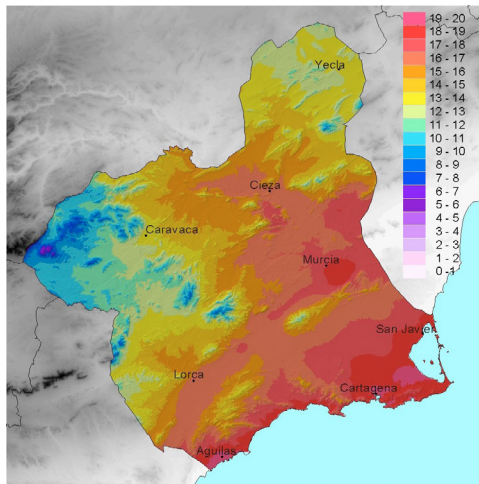 19 - 20
18 - 19
17 - 18
16 - 17
15 - 16
14 - 15
13 - 14
12 - 13
11 - 12
10 - 11
9 - 10
8 - 9
7 - 8
6 - 7
5 - 6
4 - 5
3 - 4
2 - 3
1 - 2
0 - 1
Yecla
Cieza
Caravaca
Murcia
San Javier
Lorca
Cartagena
Aguilas